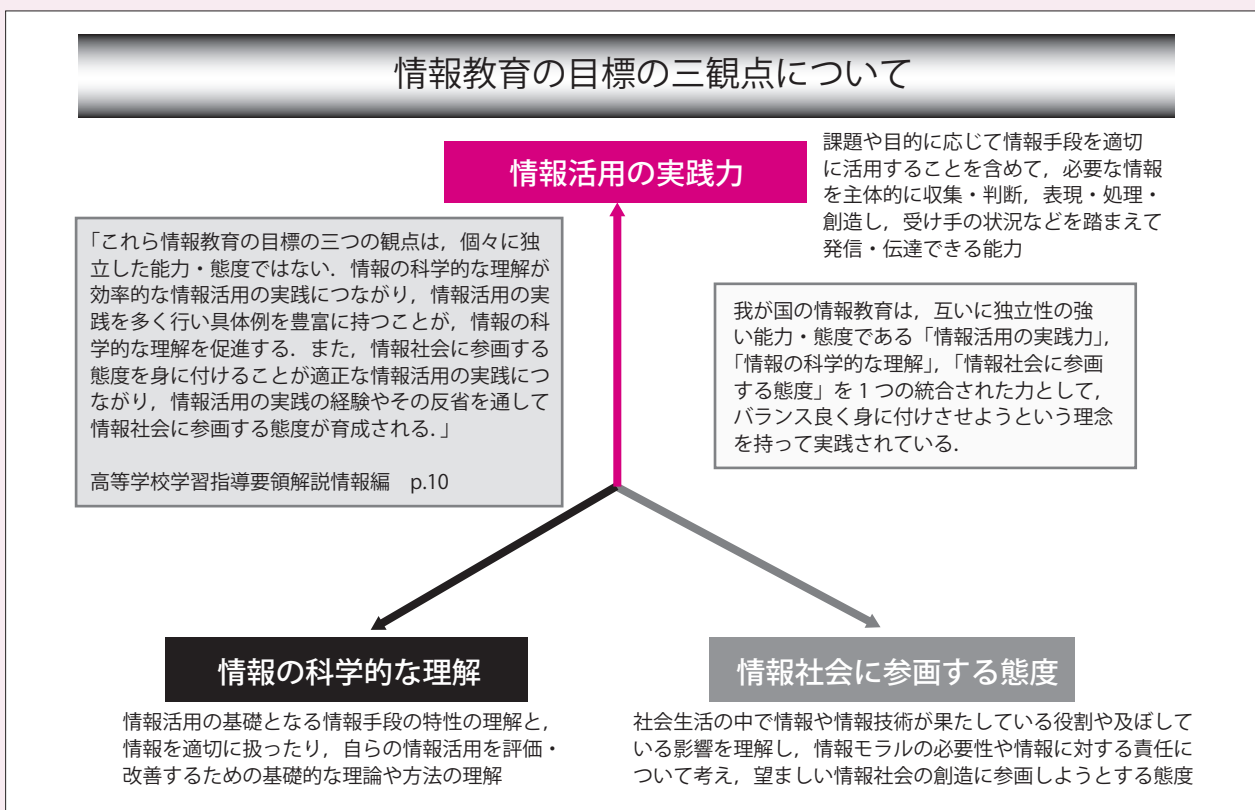 情報教育の目標の三観点について
情報活用の実践力
課題や目的に応じて情報手段を適切
に活用することを含めて，必要な情報
を主体的に収集・判断，表現・処理・
創造し，受け手の状況などを踏まえて
発信・伝達できる能力
「これら情報教育の目標の三つの観点は，個々に独
立した能力・態度ではない．情報の科学的な理解が
効率的な情報活用の実践につながり，情報活用の実
践を多く行い具体例を豊富に持つことが，情報の科
学的な理解を促進する．また，情報社会に参画する
態度を身に付けることが適正な情報活用の実践につ
ながり，情報活用の実践の経験やその反省を通して
情報社会に参画する態度が育成される．」
高等学校学習指導要領解説情報編　p.10
我が国の情報教育は，互いに独立性の強
い能力・態度である「情報活用の実践力」，
「情報の科学的な理解」，「情報社会に参画
する態度」を１つの統合された力として，
バランス良く身に付けさせようという理念
を持って実践されている．
情報の科学的な理解
情報活用の基礎となる情報手段の特性の理解と，
情報を適切に扱ったり，自らの情報活用を評価・
改善するための基礎的な理論や方法の理解
情報社会に参画する態度
社会生活の中で情報や情報技術が果たしている役割や及ぼして
いる影響を理解し，情報モラルの必要性や情報に対する責任に
ついて考え，望ましい情報社会の創造に参画しようとする態度